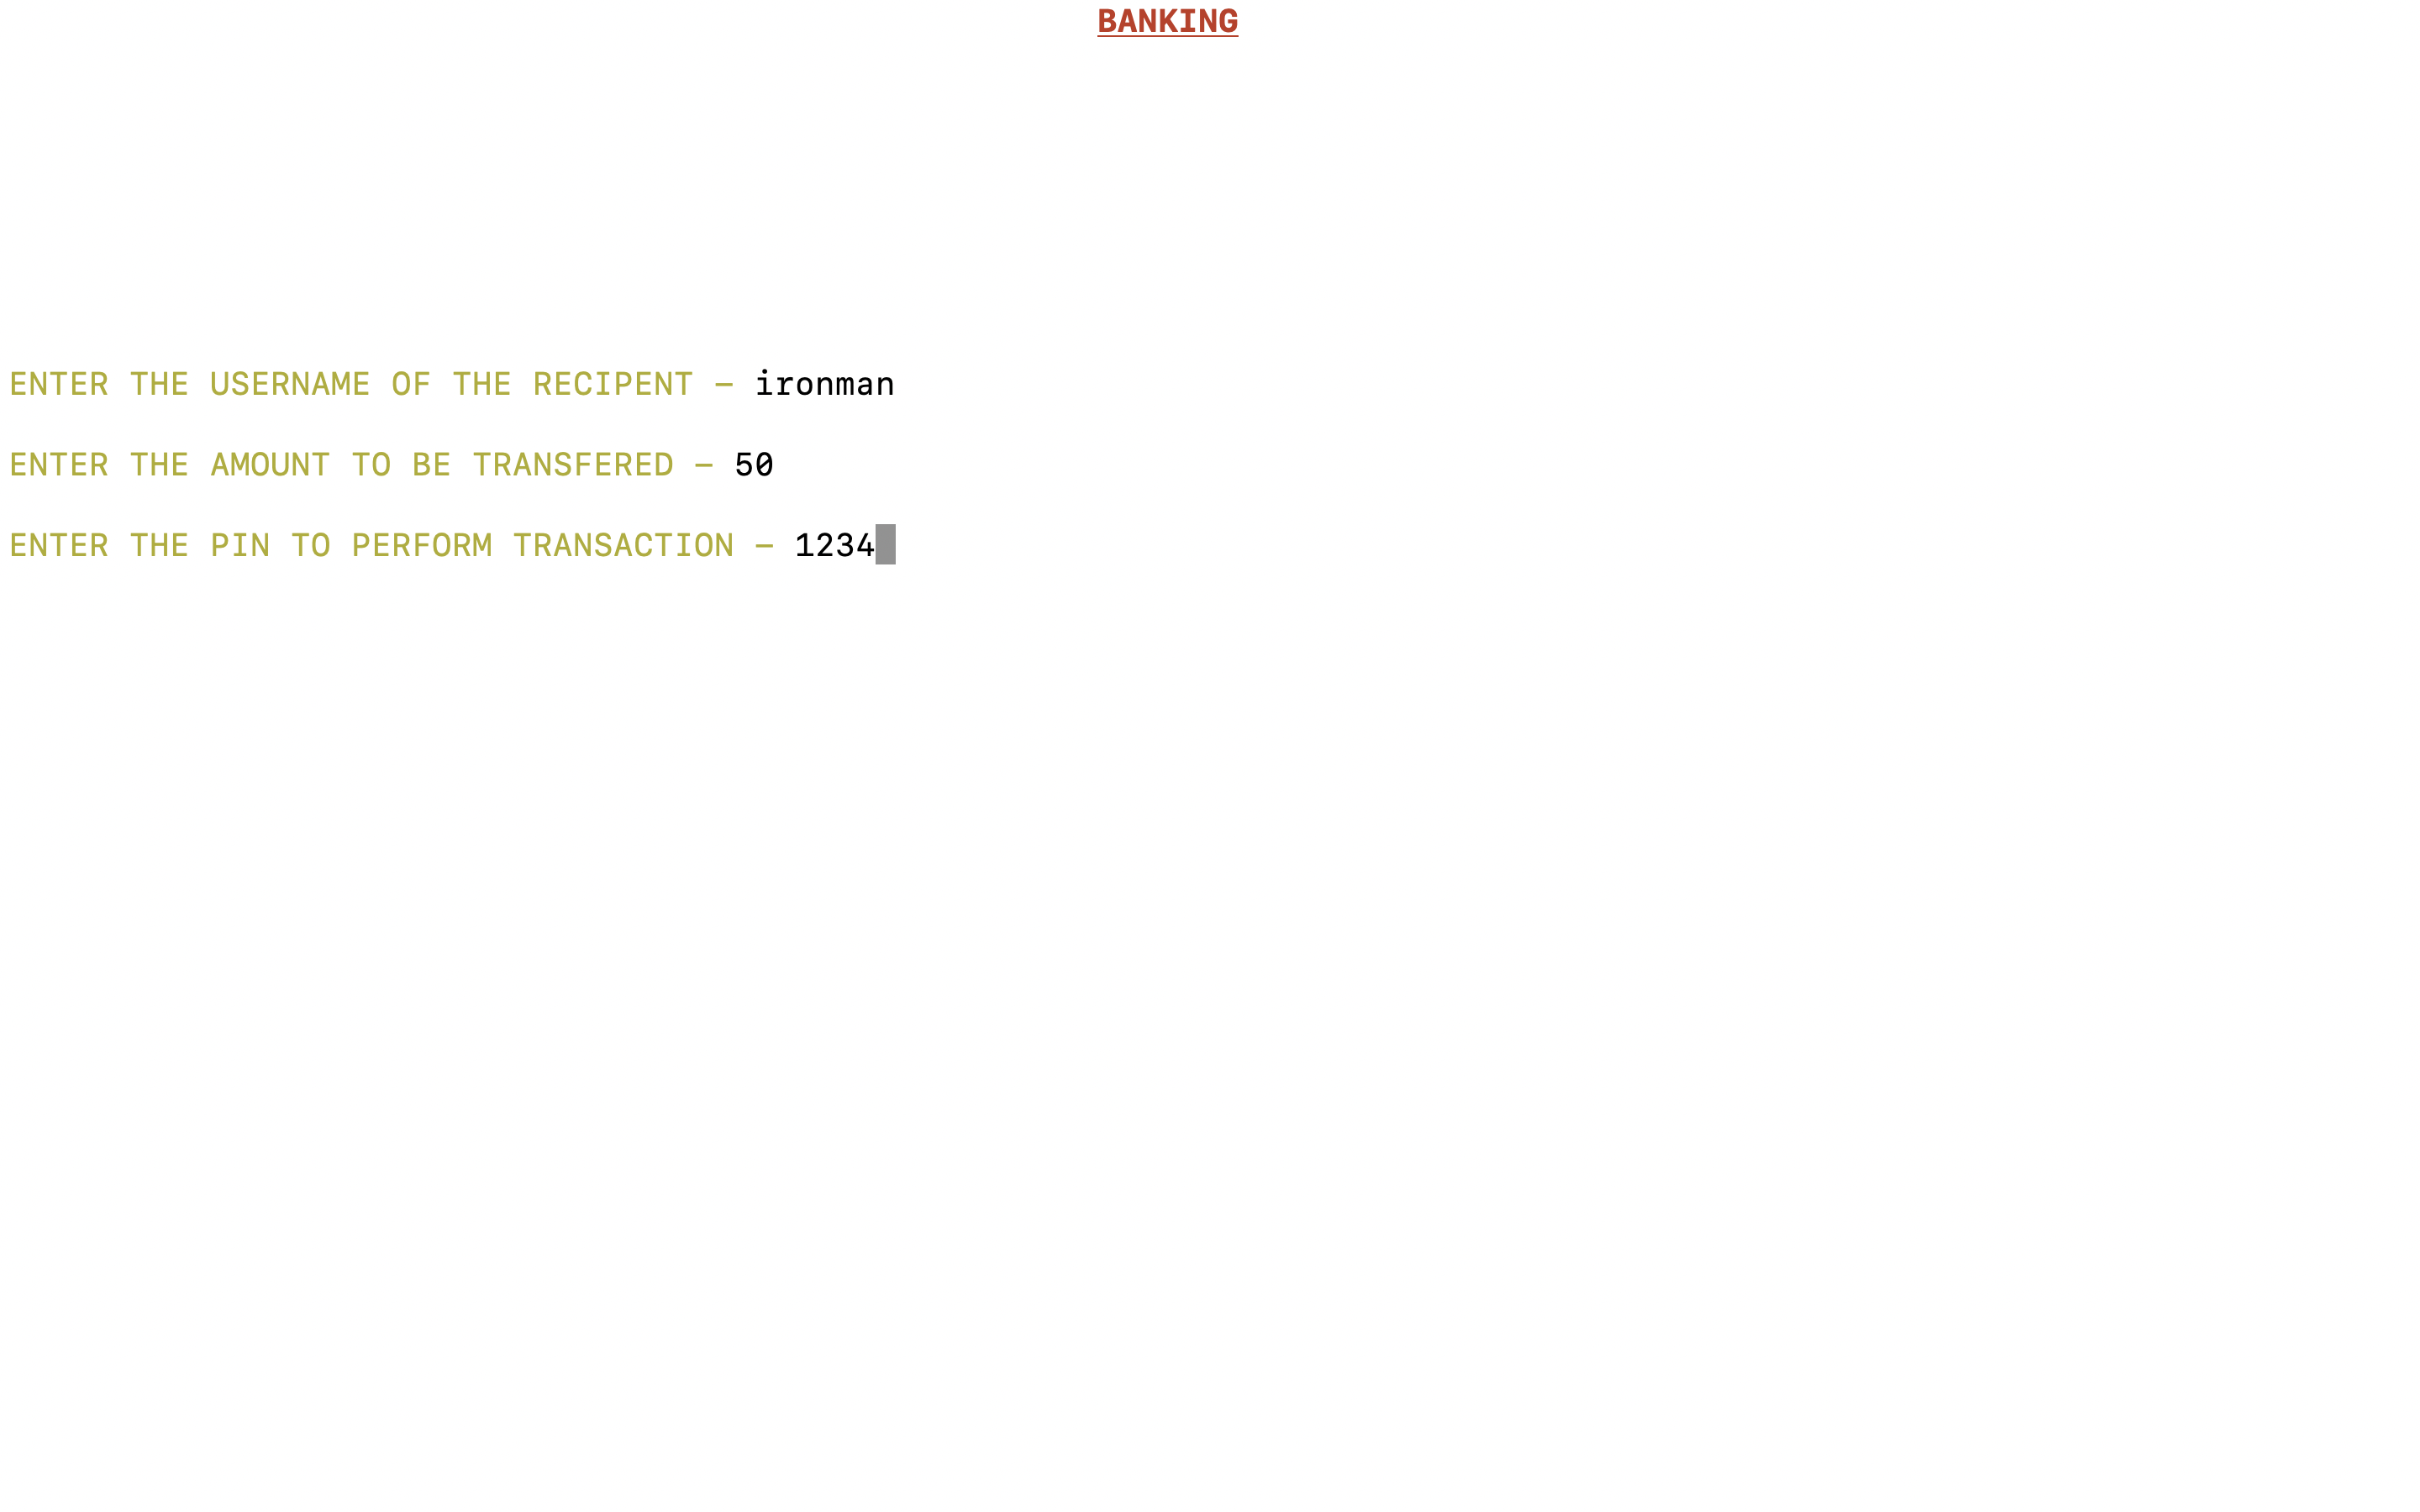 BANKING
ENTER THE USERNAME OF THE RECIPENT - ironman
ENTER THE AMOUNT TO BE TRANSFERED - 50
ENTER THE PIN TO PERFORM TRANSACTION - 1234